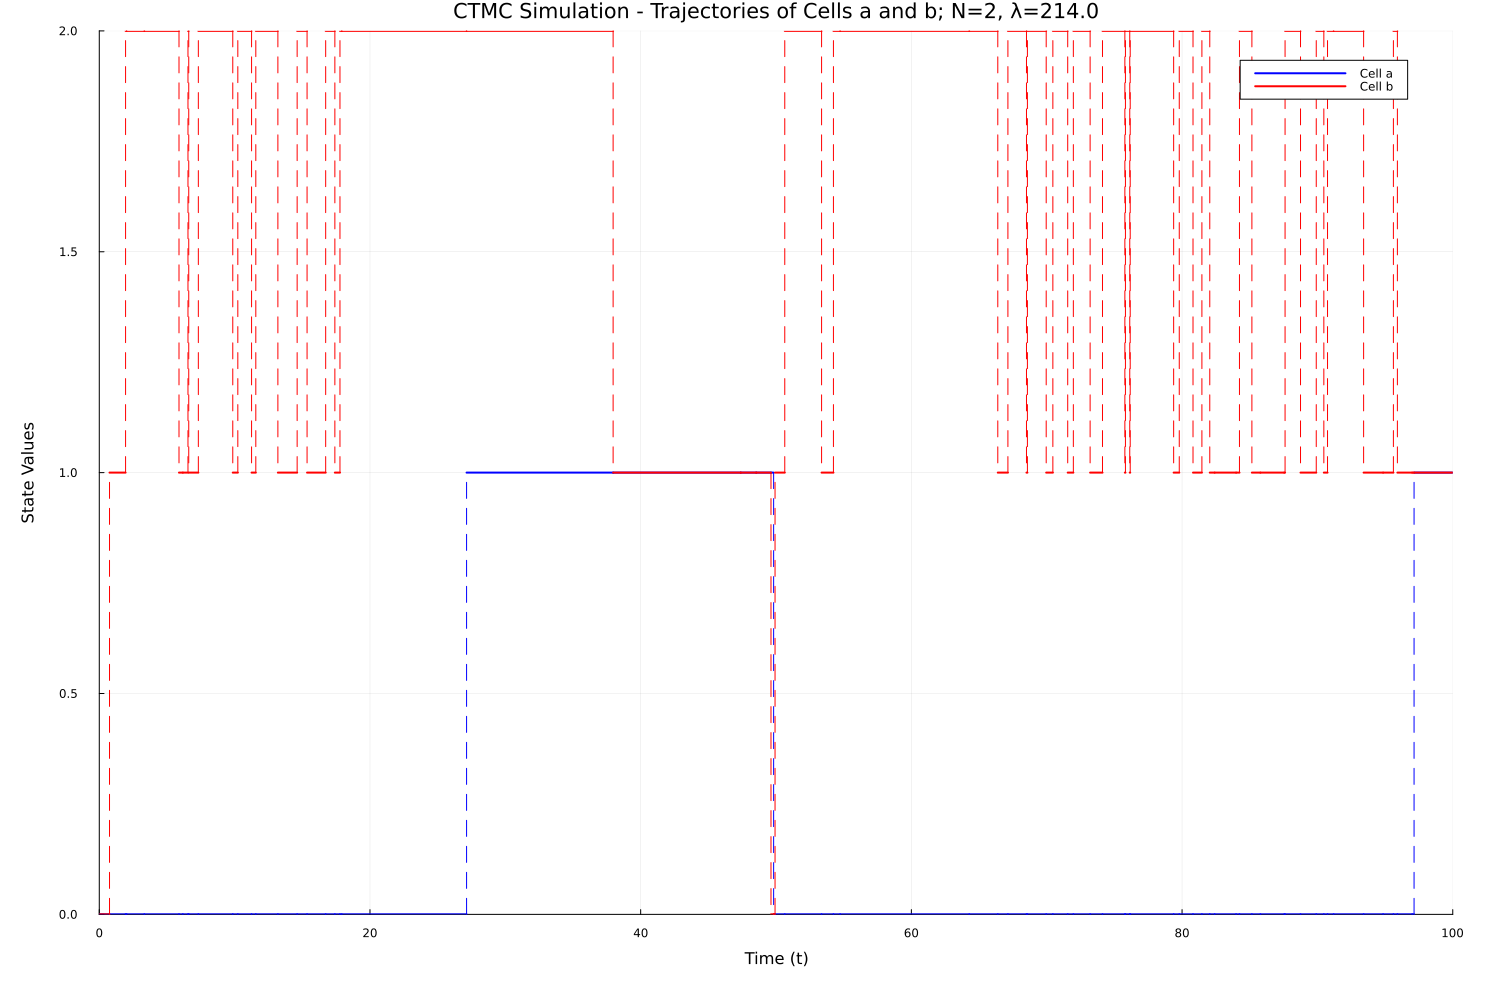 CTMC Simulation - Trajectories of Cells a and b; N=2, λ=214.0
2.0
Cell a
Cell b
1.5
1.0
State Values
0.5
0.0
0 20 40 60 80 100
Time (t)